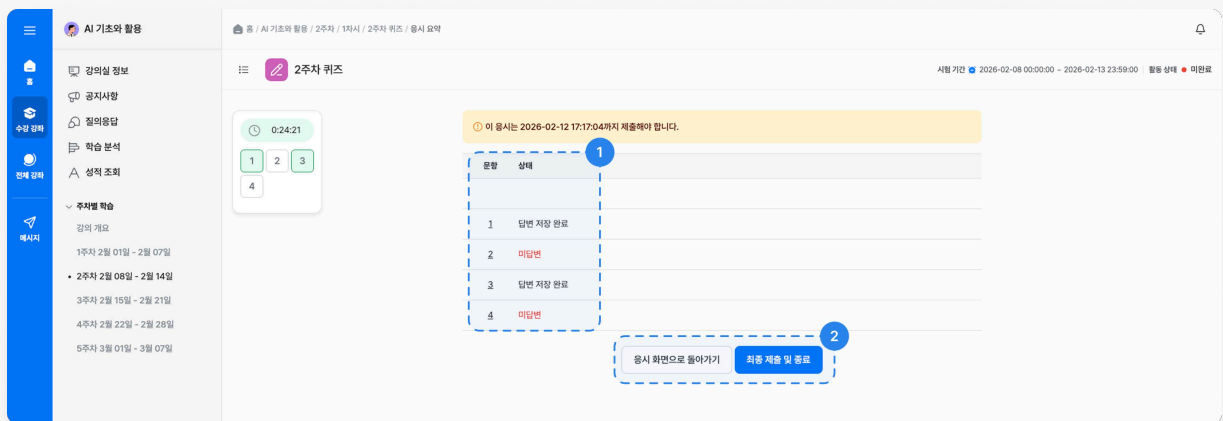 AI 기초와 활용
홈 / AI 기초와 활용 / 2주차 / 1차시 / 2주차 퀴즈 / 응시 요약
홈
수강 강좌
전체 강좌
메시지
강의실 정보
공지사항
질의응답
학습 분석
성적 조회
주차별 학습
강의 개요
1주차 2월 01일 - 2월 07일
2주차 2월 08일 - 2월 14일
3주차 2월 15일 - 2월 21일
4주차 2월 22일 - 2월 28일
5주차 3월 01일 - 3월 07일
2주차 퀴즈
시험 기간 2026-02-08 00:00:00 ~ 2026-02-13 23:59:00 활동 상태 미완료
0:24:21
1 2 3
4
이 응시는 2026-02-12 17:17:04까지 제출해야 합니다.
1
문항 상태
1 답변 저장 완료
2 미답변
3 답변 저장 완료
4 미답변
2
응시 화면으로 돌아가기 최종 제출 및 종료